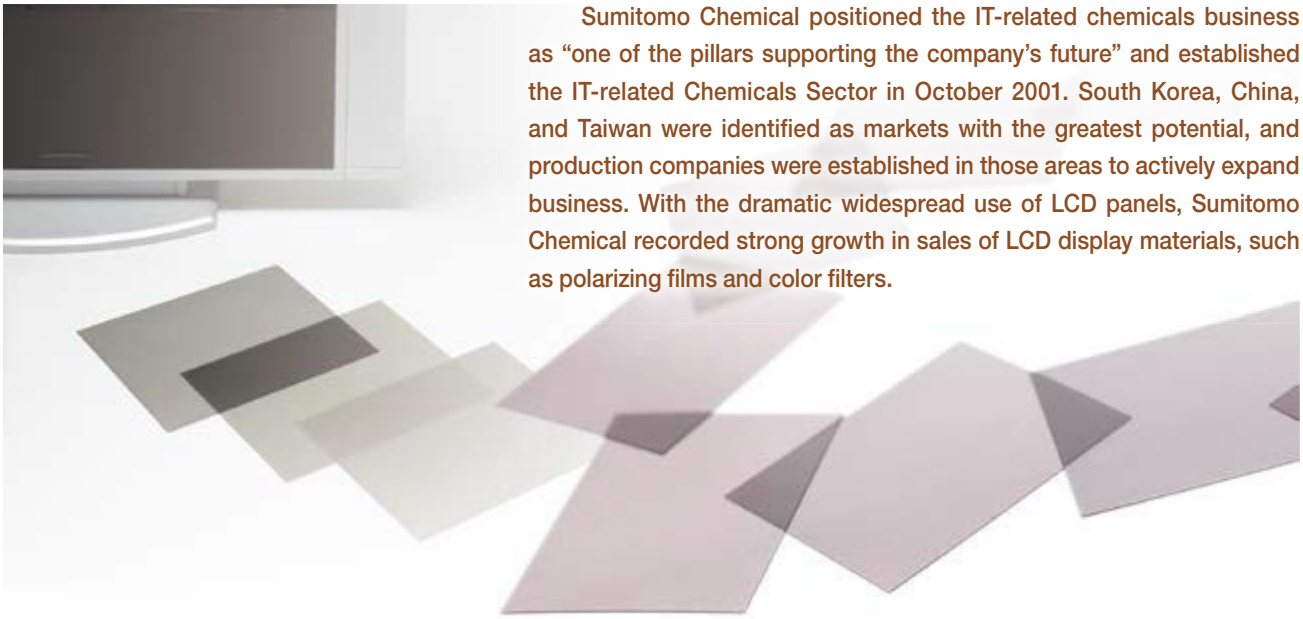 Sumitomo Chemical positioned the IT-related chemicals business
as “one of the pillars supporting the company’s future” and established
the IT-related Chemicals Sector in October 2001. South Korea, China,
and Taiwan were identified as markets with the greatest potential, and
production companies were established in those areas to actively expand
business. With the dramatic widespread use of LCD panels, Sumitomo
Chemical recorded strong growth in sales of LCD display materials, such
as polarizing films and color filters.